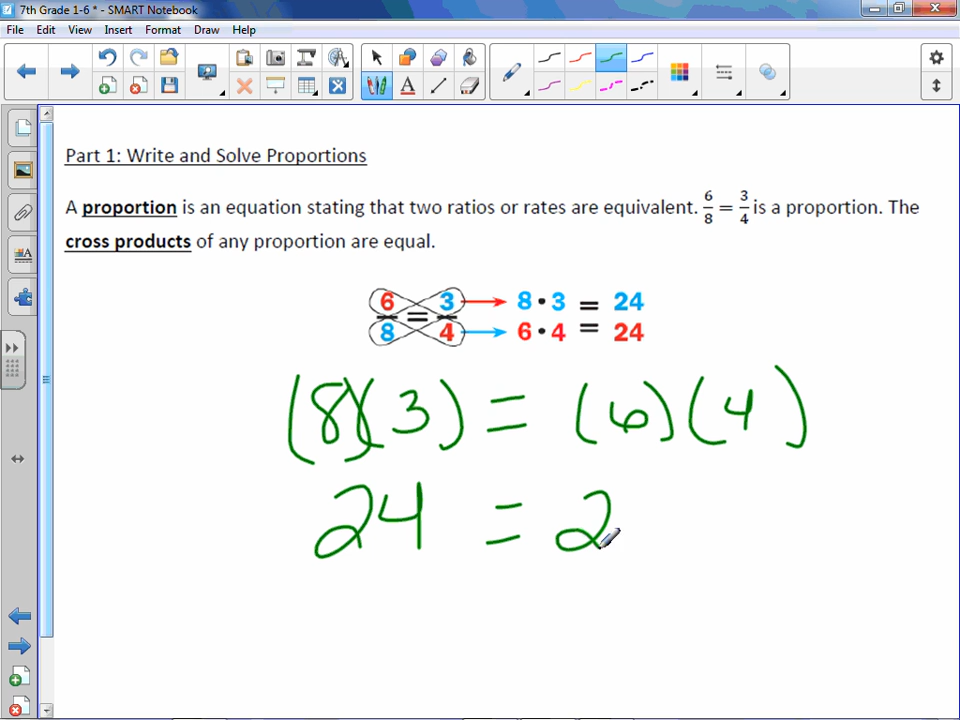 7th Grade 1-6 * - SMART Notebook
File Edit View Insert Format Draw Help
Part 1: Write and Solve Proportions
A proportion is an equation stating that two ratios or rates are equivalent. 6/8 = 3/4 is a proportion. The
cross products of any proportion are equal.
6/8 = 3/4
8 • 3 = 24
6 • 4 = 24
(8)(3) = (6)(4)
24 = 2